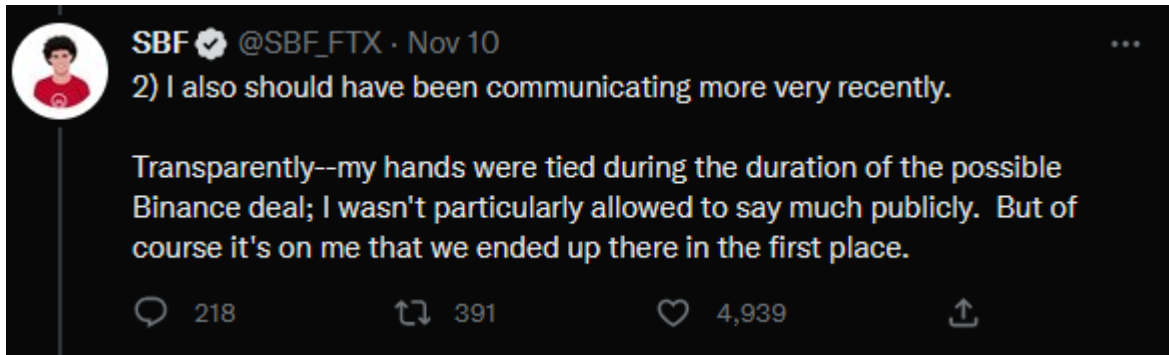 SBF @SBF_FTX · Nov 10
2) I also should have been communicating more very recently.
Transparently--my hands were tied during the duration of the possible
Binance deal; I wasn't particularly allowed to say much publicly.  But of
course it's on me that we ended up there in the first place.
218 391 4,939